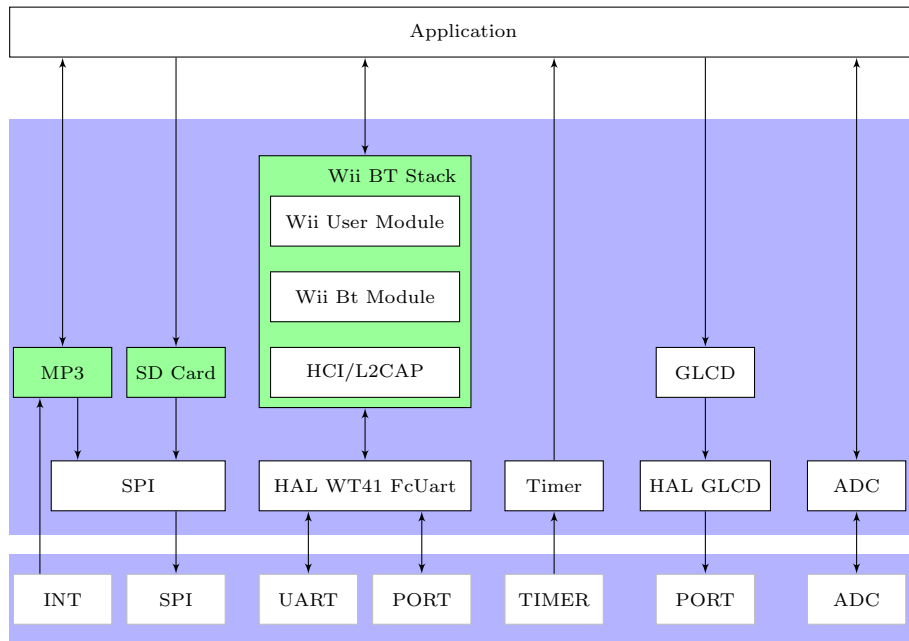 Application
Wii BT Stack
Wii User Module
Wii Bt Module
MP3
SD Card
HCI/L2CAP
GLCD
SPI
HAL WT41 FcUart
Timer
HAL GLCD
ADC
INT
SPI
UART
PORT
TIMER
PORT
ADC